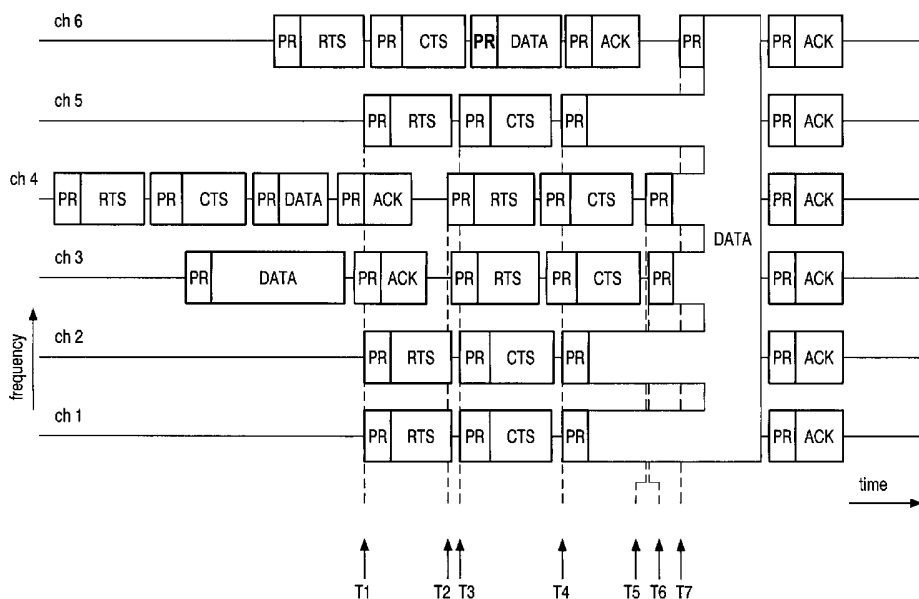 ch 6
PR RTS PR CTS PR DATA PR ACK PR PR ACK
ch 5
PR RTS PR CTS PR PR ACK
ch 4
PR RTS PR CTS PR DATA PR ACK PR RTS PR CTS PR PR ACK
DATA
ch 3
PR DATA PR ACK PR RTS PR CTS PR PR ACK
ch 2
PR RTS PR CTS PR PR ACK
ch 1
PR RTS PR CTS PR PR ACK
frequency
time
T1 T2 T3 T4 T5 T6 T7